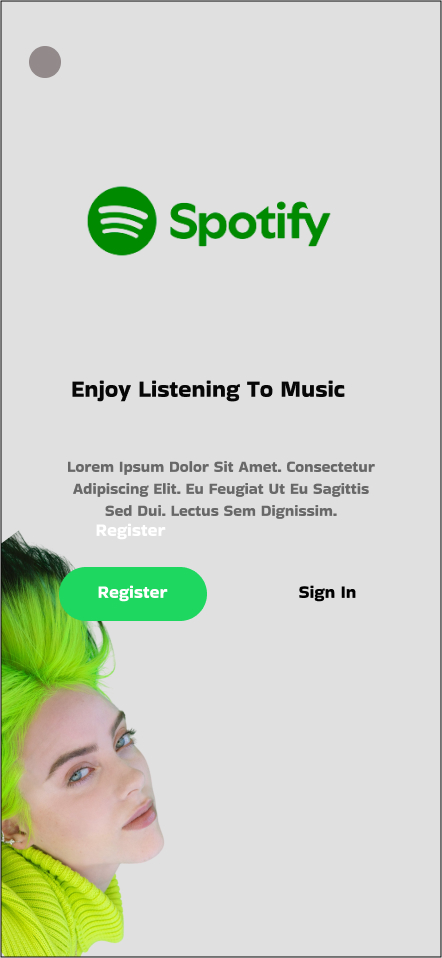 Spotify
Enjoy Listening To Music
Lorem Ipsum Dolor Sit Amet. Consectetur
Adipiscing Elit. Eu Feugiat Ut Eu Sagittis
Sed Dui. Lectus Sem Dignissim.
Register
Register
Sign In